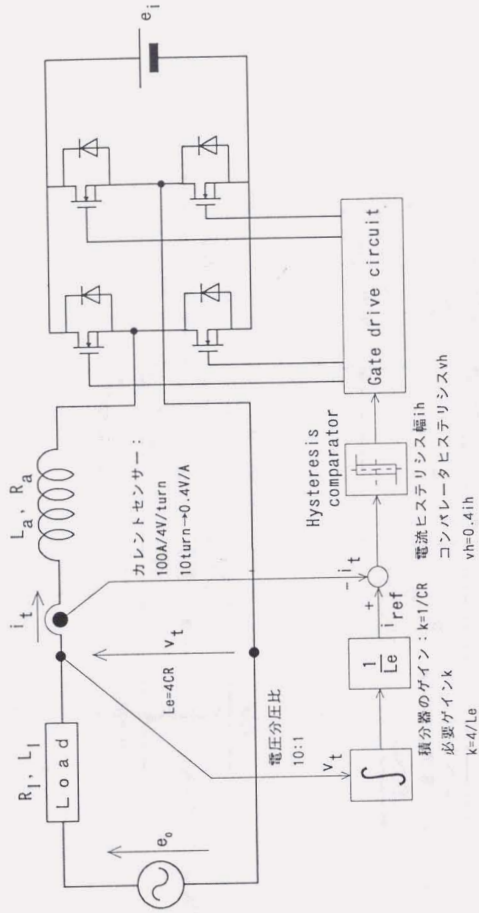 e_i
L_a, R_a
i_t
R_l, L_l
Load
カレントセンサー：
100A/4V/turn
10turn→0.4V/A
v_t
Le=4CR
e_o
電圧分圧比
10:1
Hysteresis
comparator
Gate drive circuit
v_t
∫
1/Le
+
i_ref
-i_t
積分器のゲイン：k=1/CR
必要ゲインk
k=4/Le
電流ヒステリシス幅ih
コンパレータヒステリシスvh
vh=0.4ih